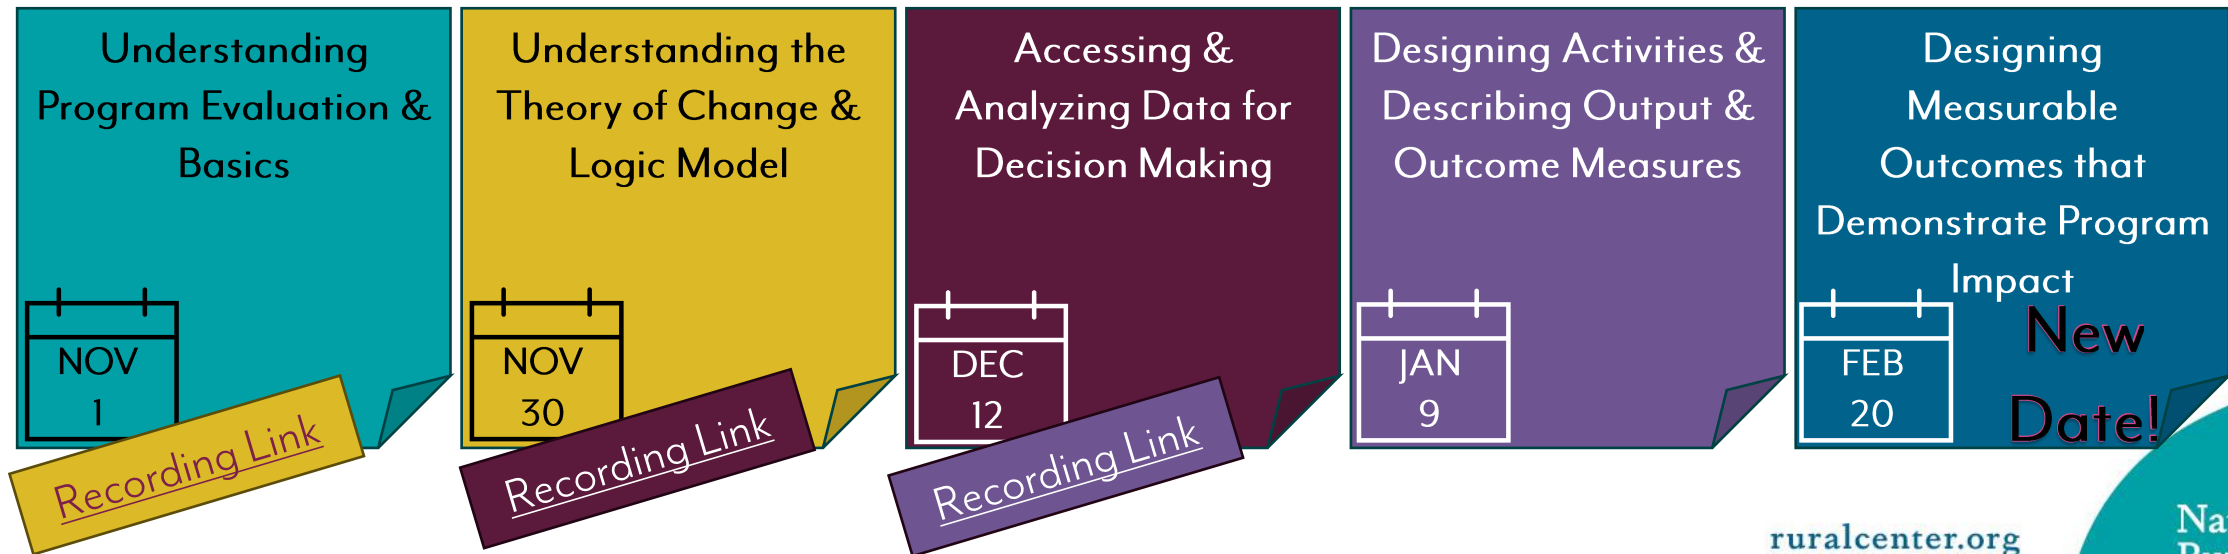 Understanding
Program Evaluation &
Basics
NOV
1
Recording Link
Understanding the
Theory of Change &
Logic Model
NOV
30
Recording Link
Accessing &
Analyzing Data for
Decision Making
DEC
12
Recording Link
Designing Activities &
Describing Output &
Outcome Measures
JAN
9
Designing
Measurable
Outcomes that
Demonstrate Program
Impact
FEB
20
New
Date!
ruralcenter.org